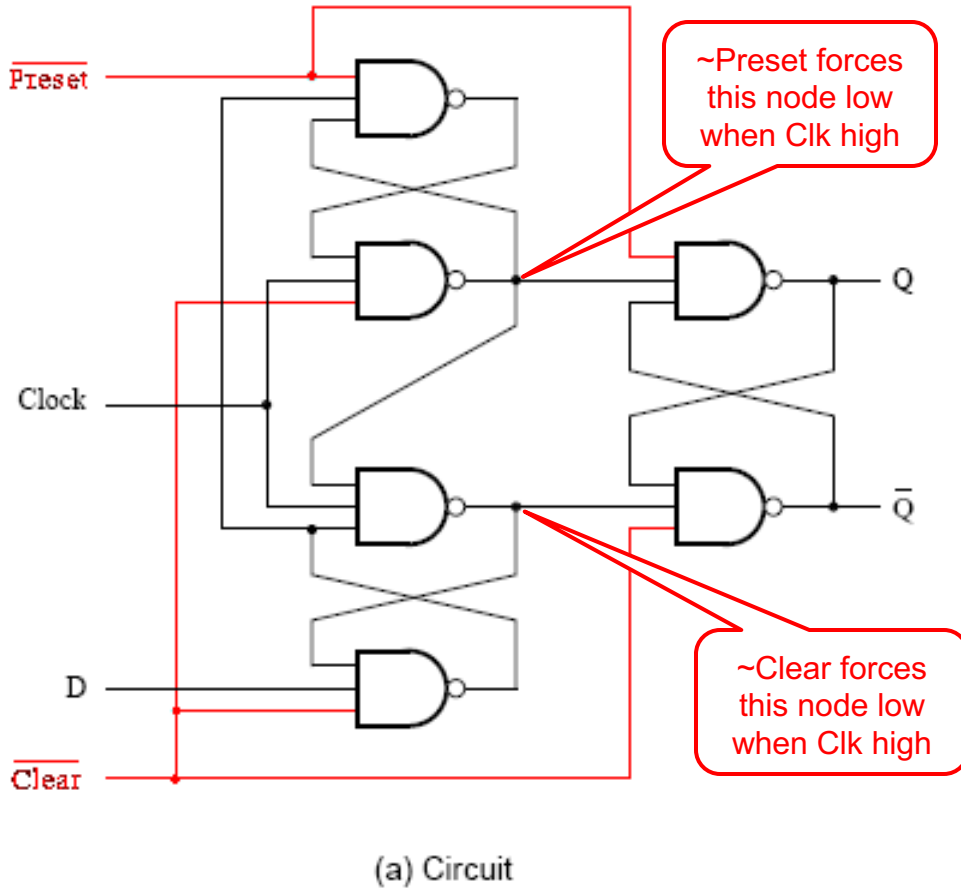 ~Preset forces
this node low
when Clk high
Preset
Q
Clock
Q̅
~Clear forces
this node low
when Clk high
D
Clear
(a) Circuit